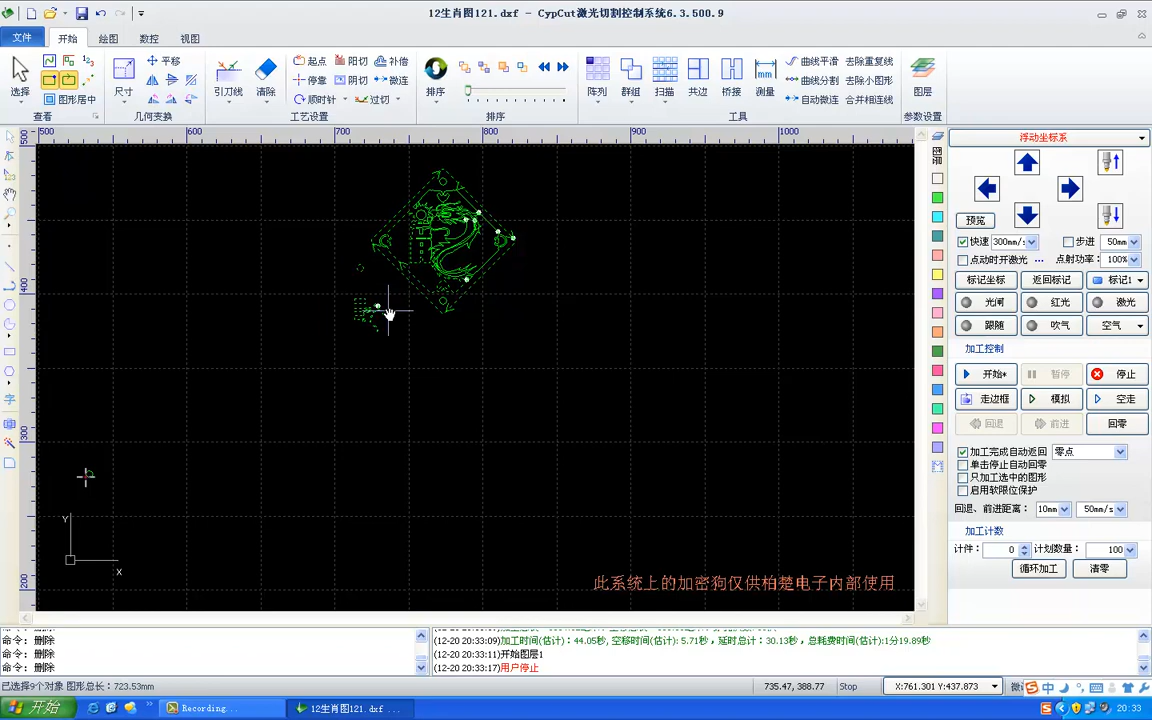 12生肖图121.dxf - CypCut激光切割控制系统6.3.500.9
文件 开始 绘图 数控 视图
选择 图形居中 查看
尺寸 平移 几何变换
引刀线 清除 起点 停靠 顺时针 阳切 阴切 过切 补偿 微连 工艺设置
排序 排序
阵列 群组 扫描 共边 桥接 测量 曲线平滑 曲线分割 自动微连 去除重复线 去除小图形 合并相连线 工具
图层 参数设置
500 600 700 800 900 1000
500
400
300
200
Y
X
此系统上的加密狗仅供柏楚电子内部使用
图层
浮动坐标系
预览
快速 300mm/s 步进 50mm
点动时开激光 ... 点射功率: 100%
标记坐标 返回标记 标记1
光闸 红光 激光
跟随 吹气 空气
加工控制
开始* 暂停 停止
走边框 模拟 空走
回退 前进 回零
加工完成自动返回 零点
单击停止自动回零
只加工选中的图形
启用软限位保护
回退、前进距离: 10mm 50mm/s
加工计数
计件: 0 计划数量: 100
循环加工 清零
命令: 删除
命令: 删除
命令: 删除
(12-20 20:33:09)加工时间(估计):44.05秒, 空移时间(估计) 5.71秒, 延时总计:30.13秒, 总耗费时间(估计):1分19.89秒
(12-20 20:33:11)开始图层1
(12-20 20:33:17)用户停止
已选择9个对象 图形总长: 723.53mm 735.47, 388.77 Stop X:761.301 Y:437.873 微
中
开始 Recording... 12生肖图121.dxf ... 20:33